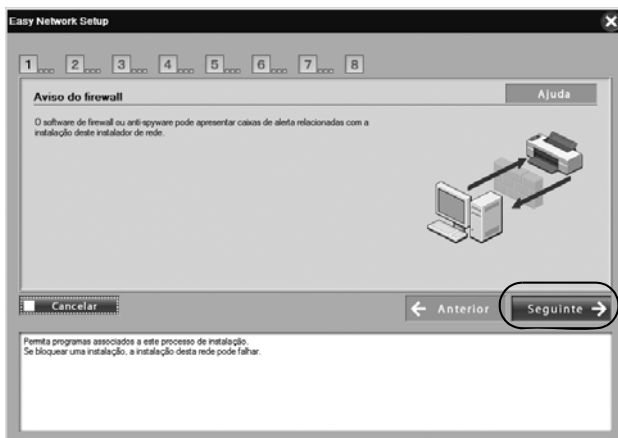 Easy Network Setup
1 2 3 4 5 6 7 8
Aviso do firewall
Ajuda
O software de firewall ou anti-spyware pode apresentar caixas de alerta relacionadas com a
instalação deste instalador de rede.
Cancelar
Anterior
Seguinte
Permita programas associados a este processo de instalação.
Se bloquear uma instalação, a instalação desta rede pode falhar.